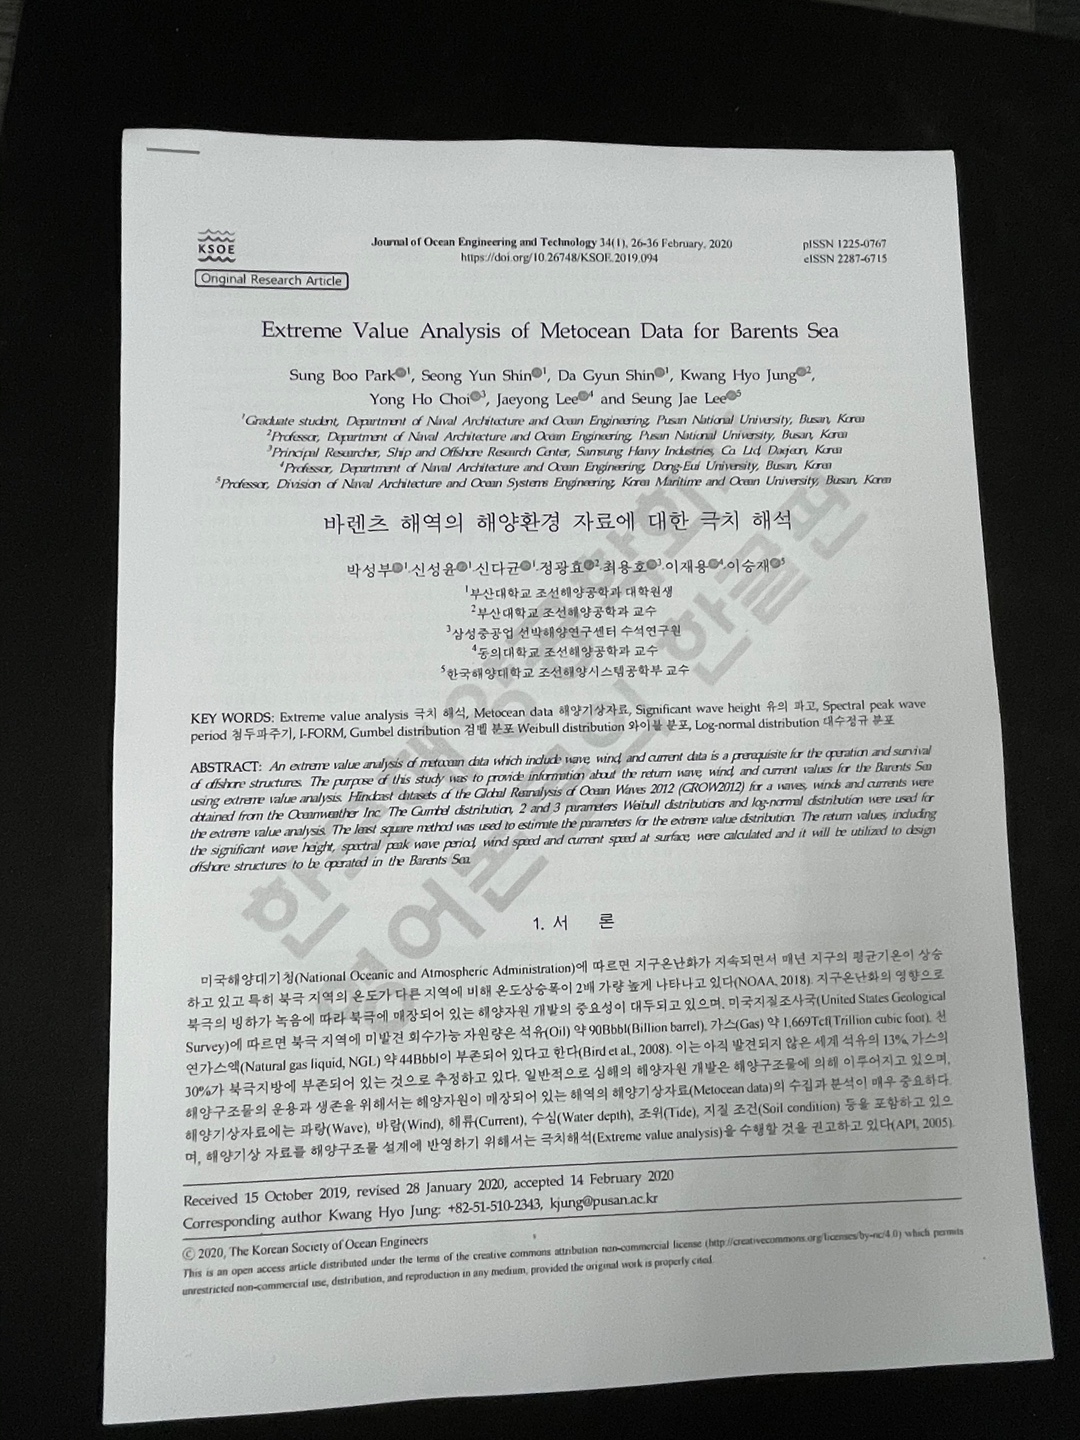 KSOE
Original Research Article
Journal of Ocean Engineering and Technology 34(1), 26-36 February, 2020
https://doi.org/10.26748/KSOE.2019.094
pISSN 1225-0767
eISSN 2287-6715
Extreme Value Analysis of Metocean Data for Barents Sea
Sung Boo Park¹, Seong Yun Shin¹, Da Gyun Shin¹, Kwang Hyo Jung²,
Yong Ho Choi³, Jaeyong Lee⁴ and Seung Jae Lee⁵
¹Graduate student, Department of Naval Architecture and Ocean Engineering, Pusan National University, Busan, Korea
²Professor, Department of Naval Architecture and Ocean Engineering, Pusan National University, Busan, Korea
³Principal Researcher, Ship and Offshore Research Center, Samsung Heavy Industries, Co. Ltd, Daejeon, Korea
⁴Professor, Department of Naval Architecture and Ocean Engineering, Dong-Eui University, Busan, Korea
⁵Professor, Division of Naval Architecture and Ocean Systems Engineering, Korea Maritime and Ocean University, Busan, Korea
바렌츠 해역의 해양환경 자료에 대한 극치 해석
박성부¹·신성윤¹·신다균¹·정광효²·최용호³·이재용⁴·이승재⁵
¹부산대학교 조선해양공학과 대학원생
²부산대학교 조선해양공학과 교수
³삼성중공업 선박해양연구센터 수석연구원
⁴동의대학교 조선해양공학과 교수
⁵한국해양대학교 조선해양시스템공학부 교수
KEY WORDS: Extreme value analysis 극치 해석, Metocean data 해양기상자료, Significant wave height 유의 파고, Spectral peak wave
period 첨두파주기, I-FORM, Gumbel distribution 검벨 분포 Weibull distribution 와이블 분포, Log-normal distribution 대수정규 분포
ABSTRACT: An extreme value analysis of metocean data which include wave, wind, and current data is a prerequisite for the operation and survival
of offshore structures. The purpose of this study was to provide information about the return wave, wind, and current values for the Barents Sea
using extreme value analysis. Hindcast datasets of the Global Reanalysis of Ocean Waves 2012 (GROW2012) for a waves, winds and currents were
obtained from the Oceanweather Inc. The Gumbel distribution, 2 and 3 parameters Weibull distributions and log-normal distribution were used for
the extreme value analysis. The least square method was used to estimate the parameters for the extreme value distribution. The return values, including
the significant wave height, spectral peak wave period, wind speed and current speed at surface, were calculated and it will be utilized to design
offshore structures to be operated in the Barents Sea.
1. 서 론
미국해양대기청(National Oceanic and Atmospheric Administration)에 따르면 지구온난화가 지속되면서 매년 지구의 평균기온이 상승
하고 있고 특히 북극 지역의 온도가 다른 지역에 비해 온도상승폭이 2배 가량 높게 나타나고 있다(NOAA, 2018). 지구온난화의 영향으로
북극의 빙하가 녹음에 따라 북극에 매장되어 있는 해양자원 개발의 중요성이 대두되고 있으며, 미국지질조사국(United States Geological
Survey)에 따르면 북극 지역에 미발견 회수가능 자원량은 석유(Oil) 약 90Bbbl(Billion barrel), 가스(Gas) 약 1,669Tcf(Trillion cubic foot), 천
연가스액(Natural gas liquid, NGL) 약 44Bbbl이 부존되어 있다고 한다(Bird et al., 2008). 이는 아직 발견되지 않은 세계 석유의 13%, 가스의
30%가 북극지방에 부존되어 있는 것으로 추정하고 있다. 일반적으로 심해의 해양자원 개발은 해양구조물에 의해 이루어지고 있으며,
해양구조물의 운용과 생존을 위해서는 해양자원이 매장되어 있는 해역의 해양기상자료(Metocean data)의 수집과 분석이 매우 중요하다.
해양기상자료에는 파랑(Wave), 바람(Wind), 해류(Current), 수심(Water depth), 조위(Tide), 지질 조건(Soil condition) 등을 포함하고 있으
며, 해양기상 자료를 해양구조물 설계에 반영하기 위해서는 극치해석(Extreme value analysis)을 수행할 것을 권고하고 있다(API, 2005).
Received 15 October 2019, revised 28 January 2020, accepted 14 February 2020
Corresponding author Kwang Hyo Jung: +82-51-510-2343, kjung@pusan.ac.kr
ⓒ 2020, The Korean Society of Ocean Engineers
This is an open access article distributed under the terms of the creative commons attribution non-commercial license (http://creativecommons.org/licenses/by-nc/4.0) which permits
unrestricted non-commercial use, distribution, and reproduction in any medium, provided the original work is properly cited.